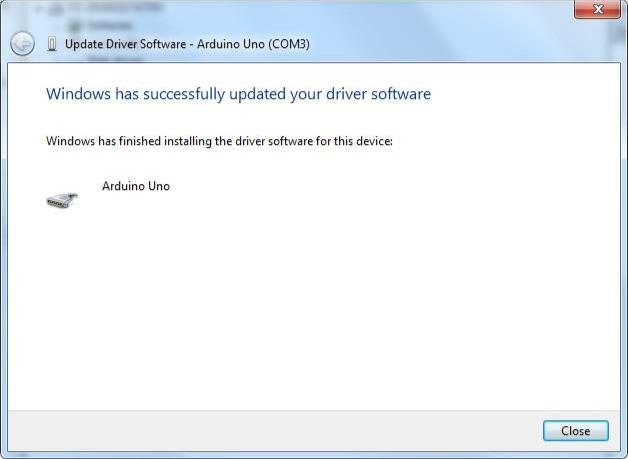 Update Driver Software - Arduino Uno (COM3)
Windows has successfully updated your driver software
Windows has finished installing the driver software for this device:
Arduino Uno
Close